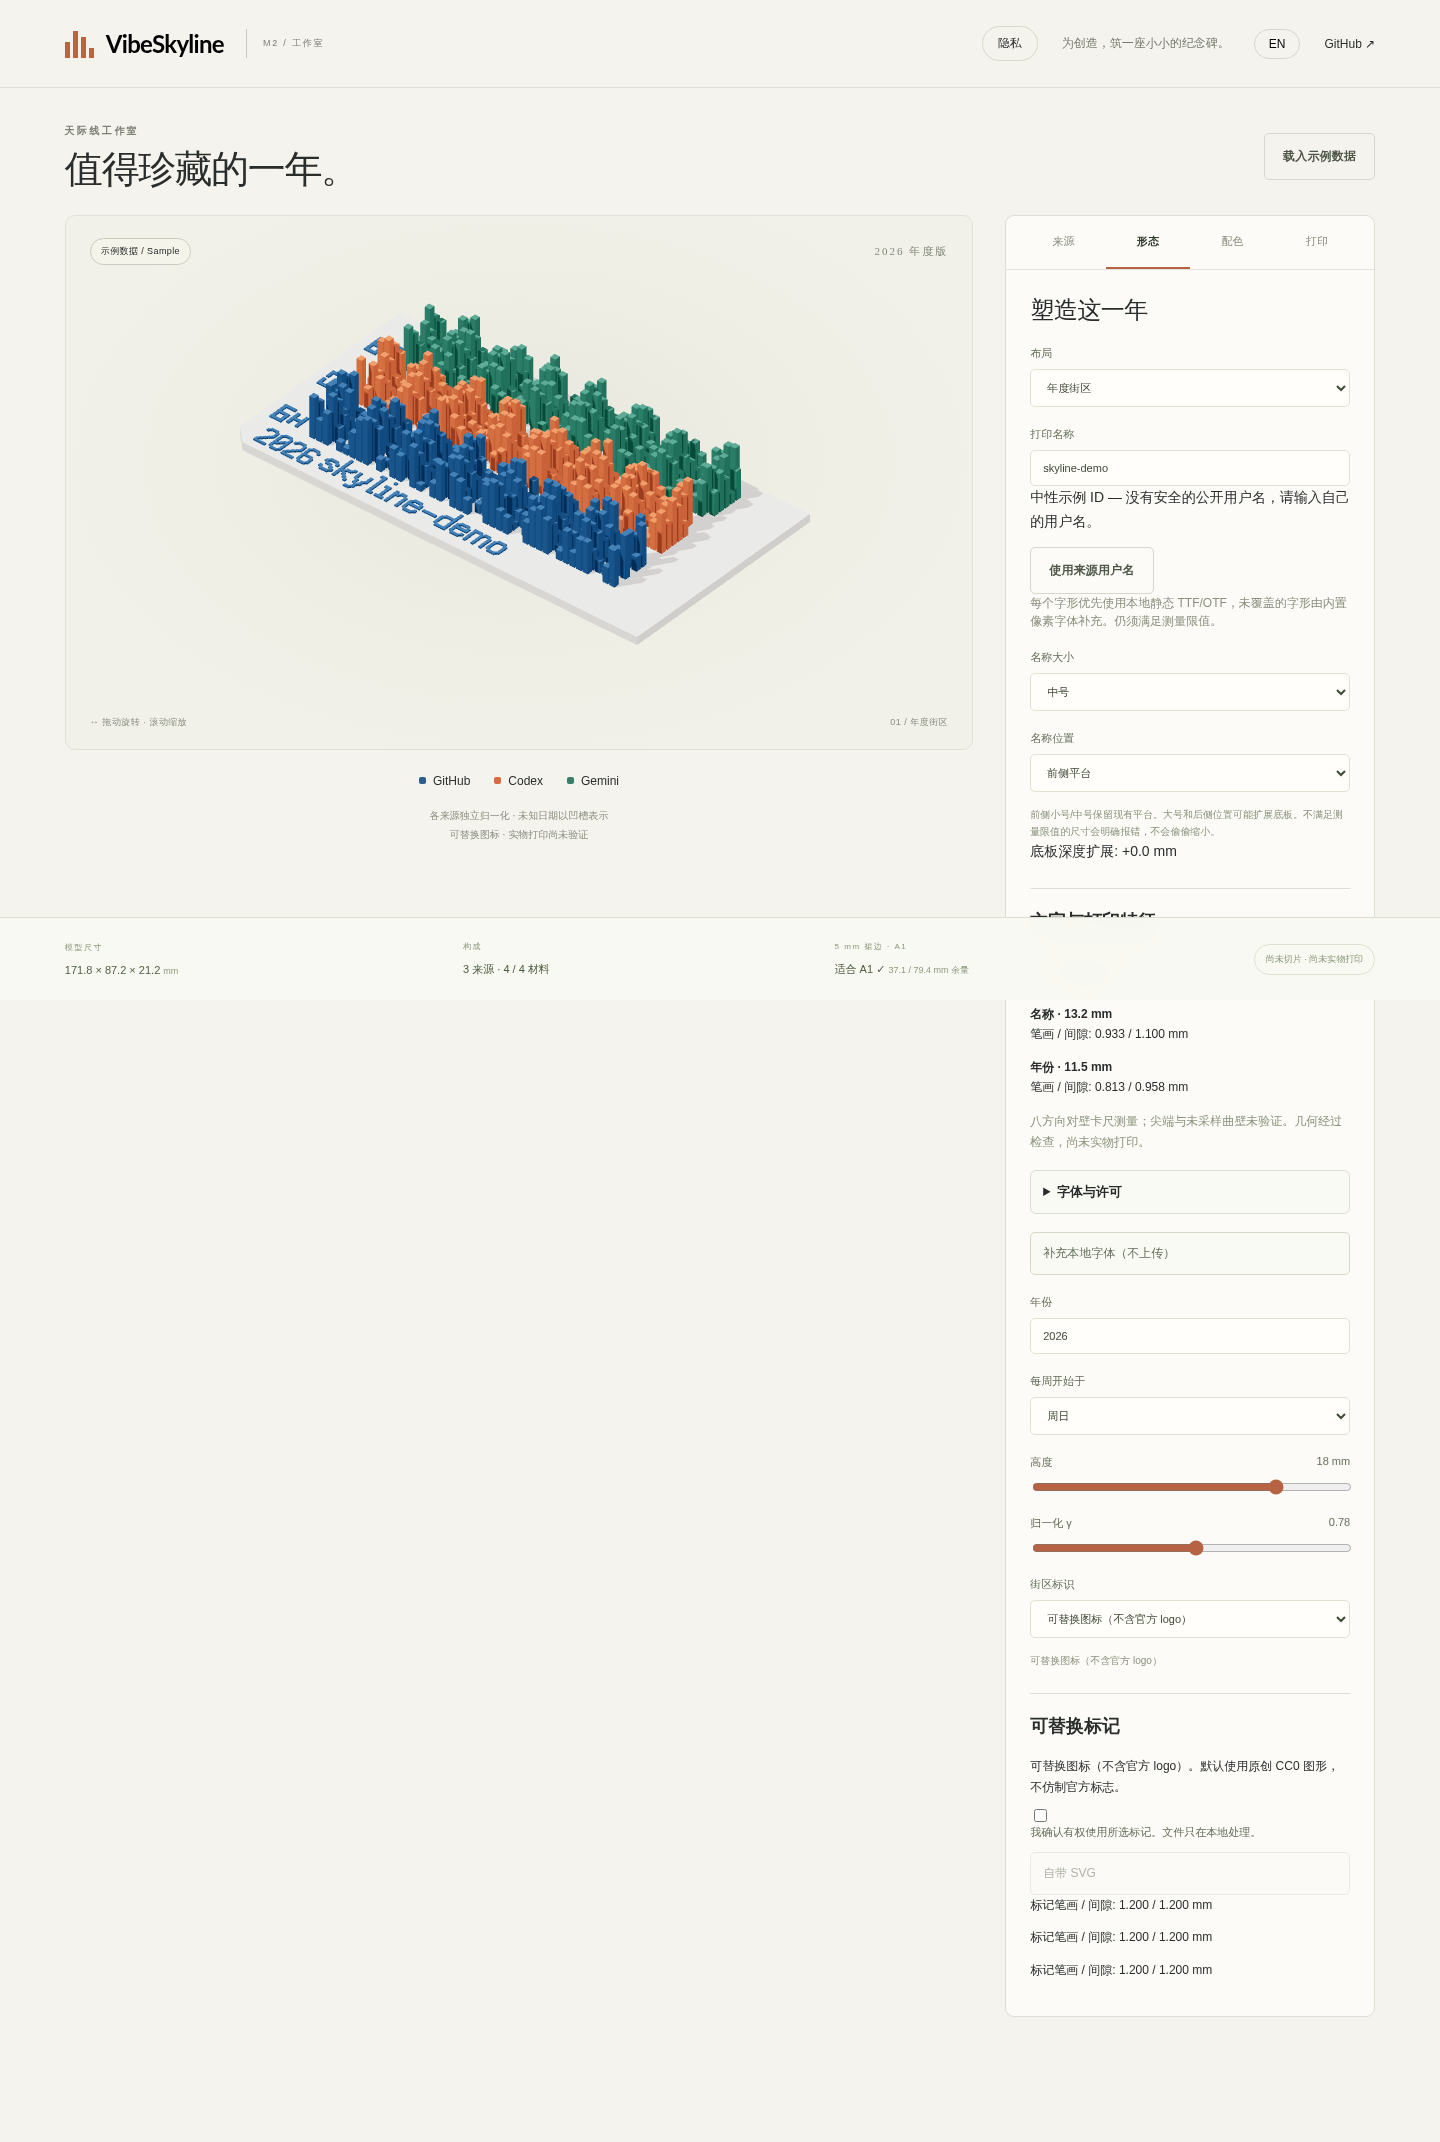 VibeSkyline
M2 / 工作室
隐私
为创造，筑一座小小的纪念碑。
EN
GitHub ↗
天际线工作室
值得珍藏的一年。
载入示例数据
示例数据 / Sample
2026 年度版
GH
2026 skyline-demo
↔ 拖动旋转 · 滚动缩放
01 / 年度街区
GitHub
Codex
Gemini
各来源独立归一化 · 未知日期以凹槽表示
可替换图标 · 实物打印尚未验证
来源
形态
配色
打印
塑造这一年
布局
年度街区
打印名称
skyline-demo
中性示例 ID — 没有安全的公开用户名，请输入自己
的用户名。
使用来源用户名
每个字形优先使用本地静态 TTF/OTF，未覆盖的字形由内置
像素字体补充。仍须满足测量限值。
名称大小
中号
名称位置
前侧平台
前侧小号/中号保留现有平台。大号和后侧位置可能扩展底板。不满足测
量限值的尺寸会明确报错，不会偷偷缩小。
底板深度扩展: +0.0 mm
模型尺寸
171.8 × 87.2 × 21.2 mm
构成
3 来源 · 4 / 4 材料
5 mm 裙边 · A1
适合 A1 ✓ 37.1 / 79.4 mm 余量
尚未切片 · 尚未实物打印
名称 · 13.2 mm
笔画 / 间隙: 0.933 / 1.100 mm
年份 · 11.5 mm
笔画 / 间隙: 0.813 / 0.958 mm
八方向对壁卡尺测量；尖端与未采样曲壁未验证。几何经过
检查，尚未实物打印。
▶ 字体与许可
补充本地字体（不上传）
年份
2026
每周开始于
周日
高度
18 mm
归一化 γ
0.78
街区标识
可替换图标（不含官方 logo）
可替换图标（不含官方 logo）
可替换标记
可替换图标（不含官方 logo）。默认使用原创 CC0 图形，
不仿制官方标志。
我确认有权使用所选标记。文件只在本地处理。
自带 SVG
标记笔画 / 间隙: 1.200 / 1.200 mm
标记笔画 / 间隙: 1.200 / 1.200 mm
标记笔画 / 间隙: 1.200 / 1.200 mm